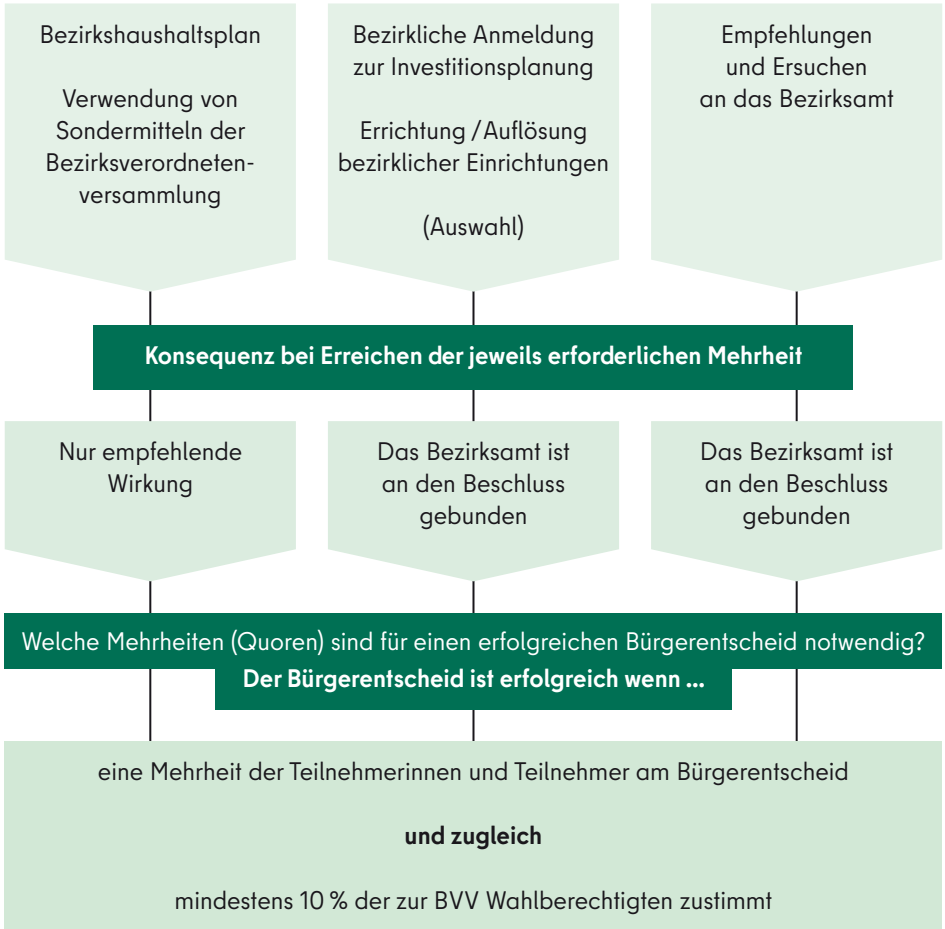 Bezirkshaushaltsplan
Verwendung von
Sondermitteln der
Bezirksverordneten-
versammlung
Bezirkliche Anmeldung
zur Investitionsplanung
Errichtung / Auflösung
bezirklicher Einrichtungen
(Auswahl)
Empfehlungen
und Ersuchen
an das Bezirksamt
Konsequenz bei Erreichen der jeweils erforderlichen Mehrheit
Nur empfehlende
Wirkung
Das Bezirksamt ist
an den Beschluss
gebunden
Das Bezirksamt ist
an den Beschluss
gebunden
Welche Mehrheiten (Quoren) sind für einen erfolgreichen Bürgerentscheid notwendig?
Der Bürgerentscheid ist erfolgreich wenn ...
eine Mehrheit der Teilnehmerinnen und Teilnehmer am Bürgerentscheid
und zugleich
mindestens 10 % der zur BVV Wahlberechtigten zustimmt